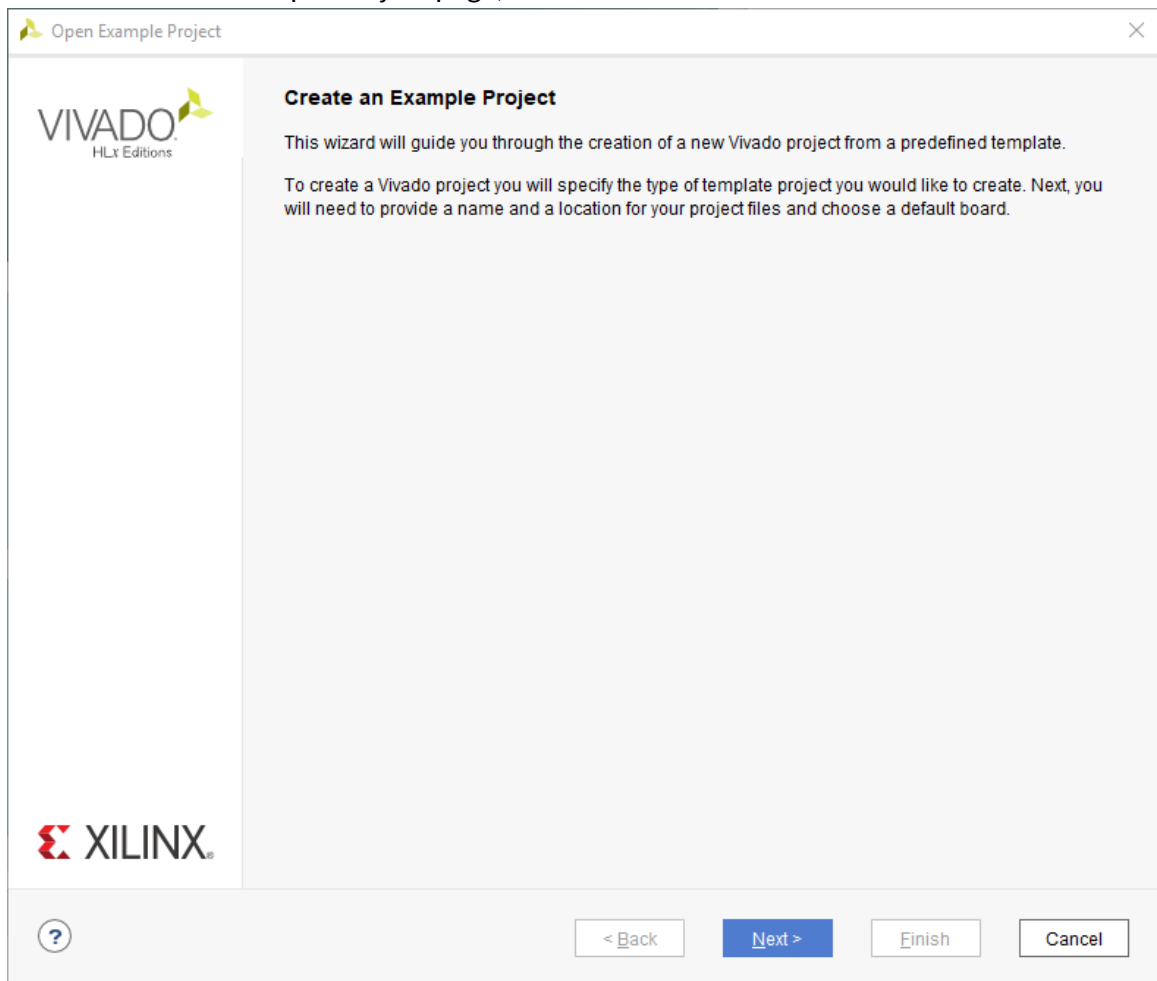 Open Example Project
VIVADO.
HLx Editions
Create an Example Project
This wizard will guide you through the creation of a new Vivado project from a predefined template.
To create a Vivado project you will specify the type of template project you would like to create. Next, you
will need to provide a name and a location for your project files and choose a default board.
XILINX®
?
< Back
Next >
Finish
Cancel